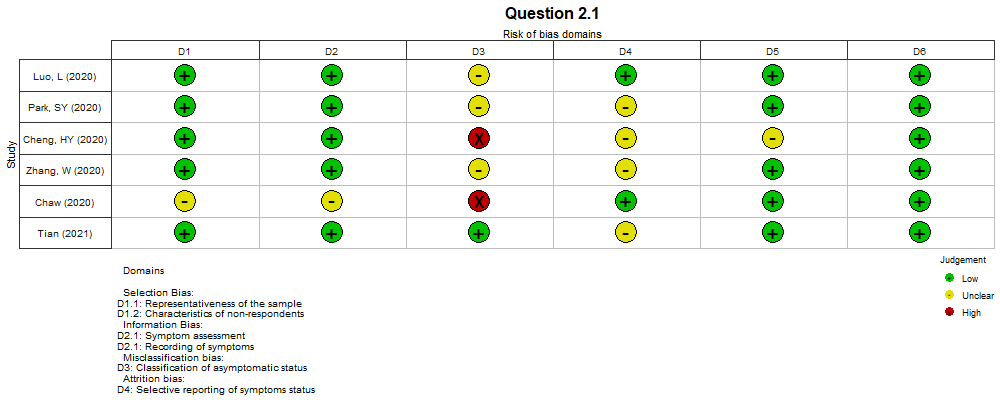 Question 2.1
Risk of bias domains
D1 D2 D3 D4 D5 D6
Study
Luo, L (2020) + + - + + +
Park, SY (2020) + + - - + +
Cheng, HY (2020) + + X - - +
Zhang, W (2020) + + - - + +
Chaw (2020) - - X + + +
Tian (2021) + + + - + +
Domains
Selection Bias:
D1.1: Representativeness of the sample
D1.2: Characteristics of non-respondents
Information Bias:
D2.1: Symptom assessment
D2.1: Recording of symptoms
Misclassification bias:
D3: Classification of asymptomatic status
Attrition bias:
D4: Selective reporting of symptoms status
Judgement
+ Low
- Unclear
x High